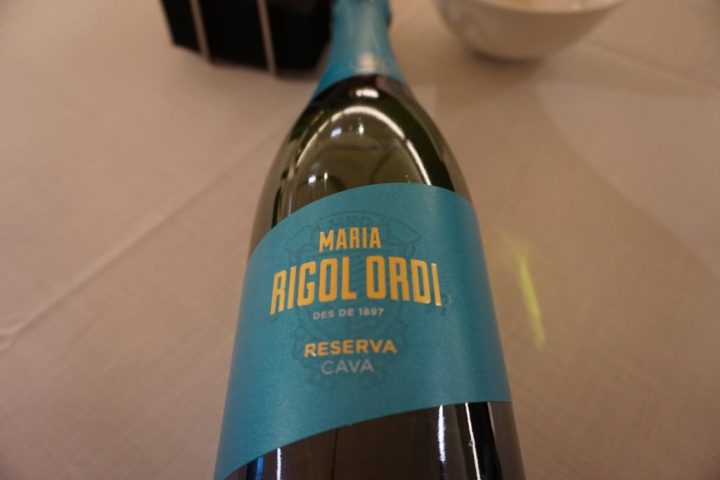 MARIA
RIGOL ORDI
DES DE 1897
RESERVA
CAVA